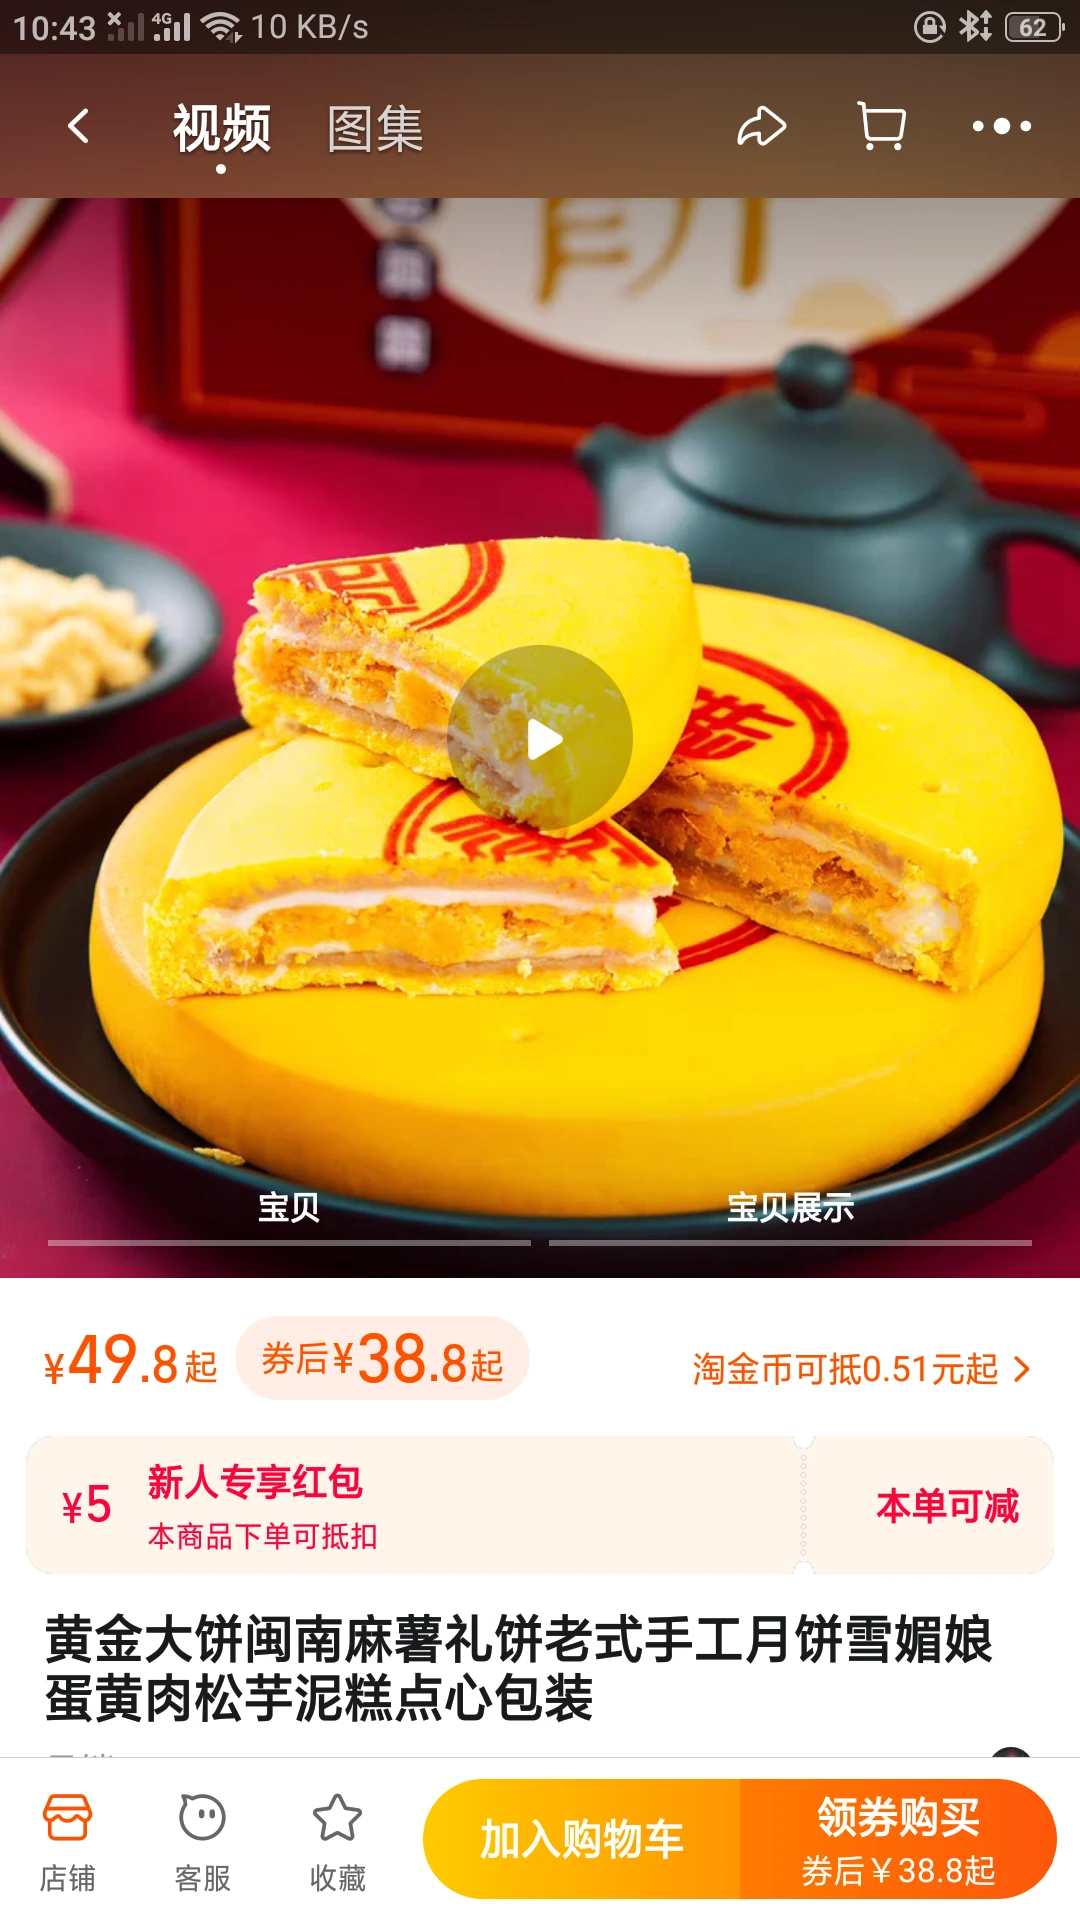 10:43 4G 10 KB/s 62
视频 图集
宝贝 宝贝展示
¥49.8起 券后¥38.8起 淘金币可抵0.51元起
¥5 新人专享红包 本单可减
本商品下单可抵扣
黄金大饼闽南麻薯礼饼老式手工月饼雪媚娘
蛋黄肉松芋泥糕点心包装
店铺 客服 收藏 加入购物车 领券购买
券后¥38.8起